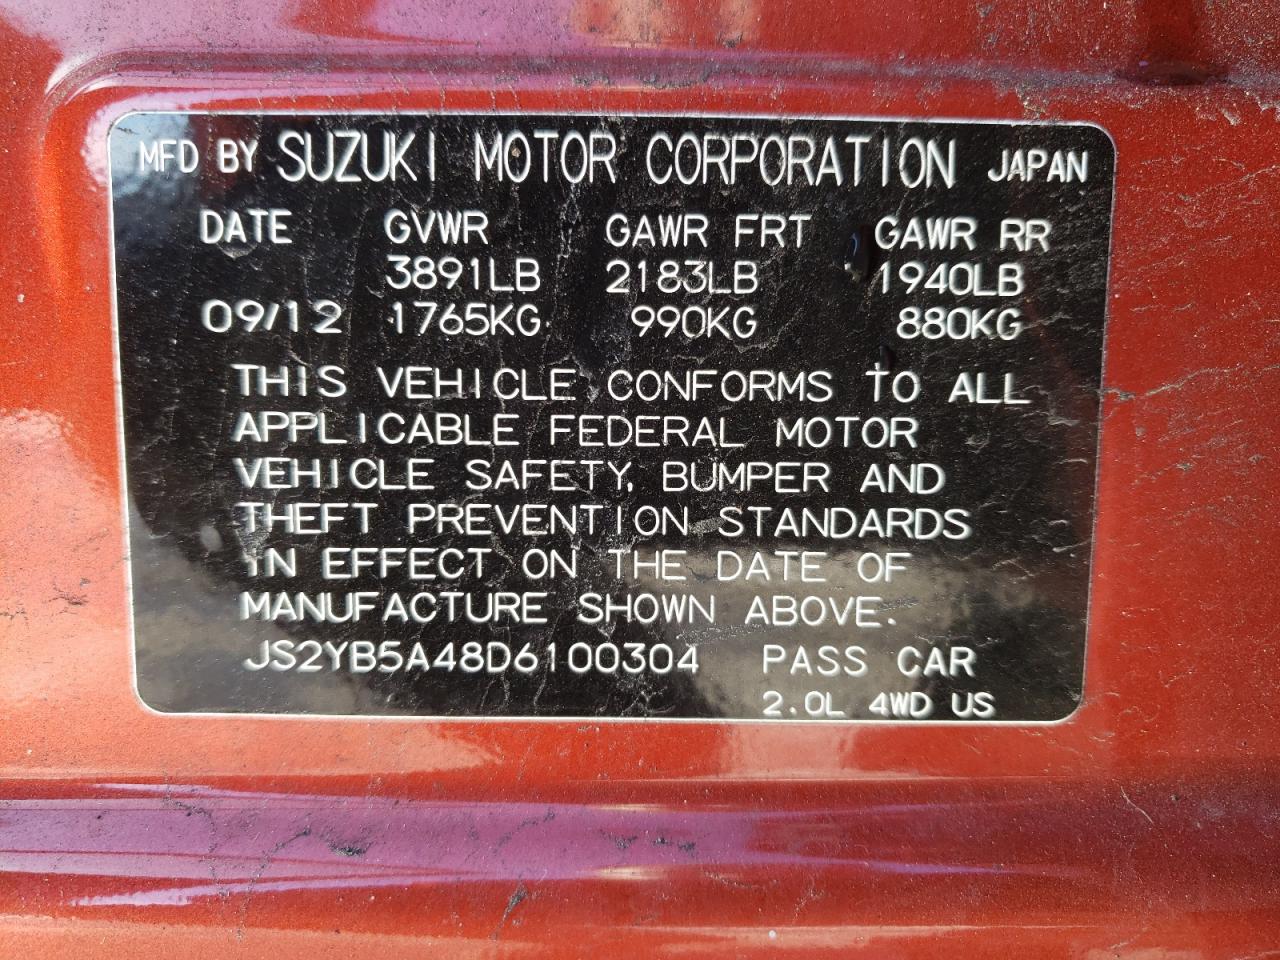 MFD BY SUZUKI MOTOR CORPORATION JAPAN
DATE GVWR GAWR FRT GAWR RR
3891LB 2183LB 1940LB
09/12 1765KG 990KG 880KG
THIS VEHICLE CONFORMS TO ALL
APPLICABLE FEDERAL MOTOR
VEHICLE SAFETY, BUMPER AND
THEFT PREVENTION STANDARDS
IN EFFECT ON THE DATE OF
MANUFACTURE SHOWN ABOVE.
JS2YB5A48D6100304 PASS CAR
2.0L 4WD US